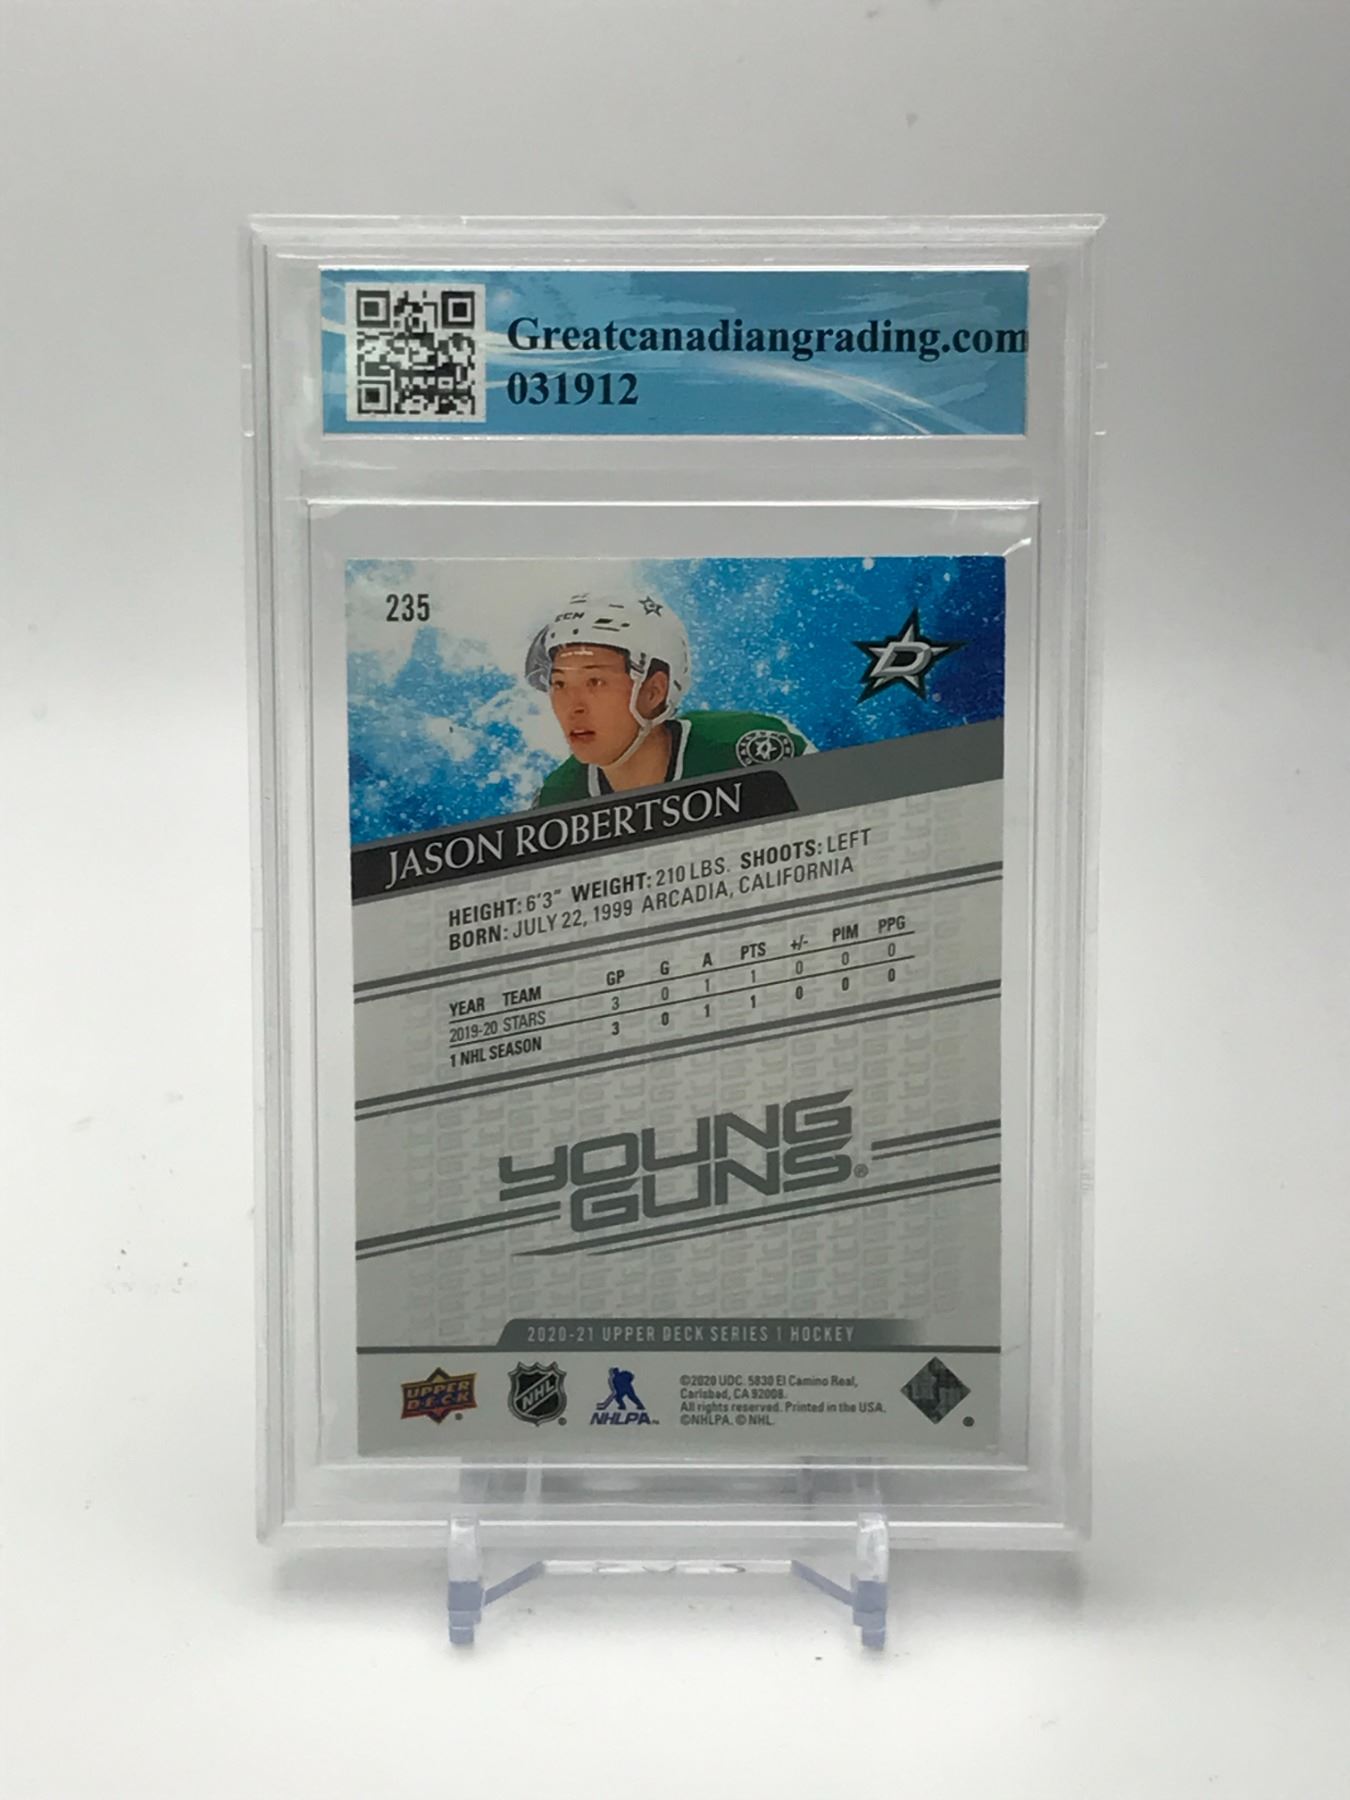 Greatcanadiangrading.com
031912
235
CCM
D
JASON ROBERTSON
HEIGHT: 6'3" WEIGHT: 210 LBS. SHOOTS: LEFT
BORN: JULY 22, 1999 ARCADIA, CALIFORNIA
YEAR TEAM GP G A PTS +/- PIM PPG
2019-20 STARS 3 0 1 1 0 0 0
1 NHL SEASON 3 0 1 1 0 0 0
YOUNG
GUNS®
2020-21 UPPER DECK SERIES 1 HOCKEY
UPPER
DECK®
NHL®
NHLPA™
©2020 UDC. 5830 El Camino Real,
Carlsbad, CA 92008.
All rights reserved. Printed in the USA.
©NHLPA. © NHL.